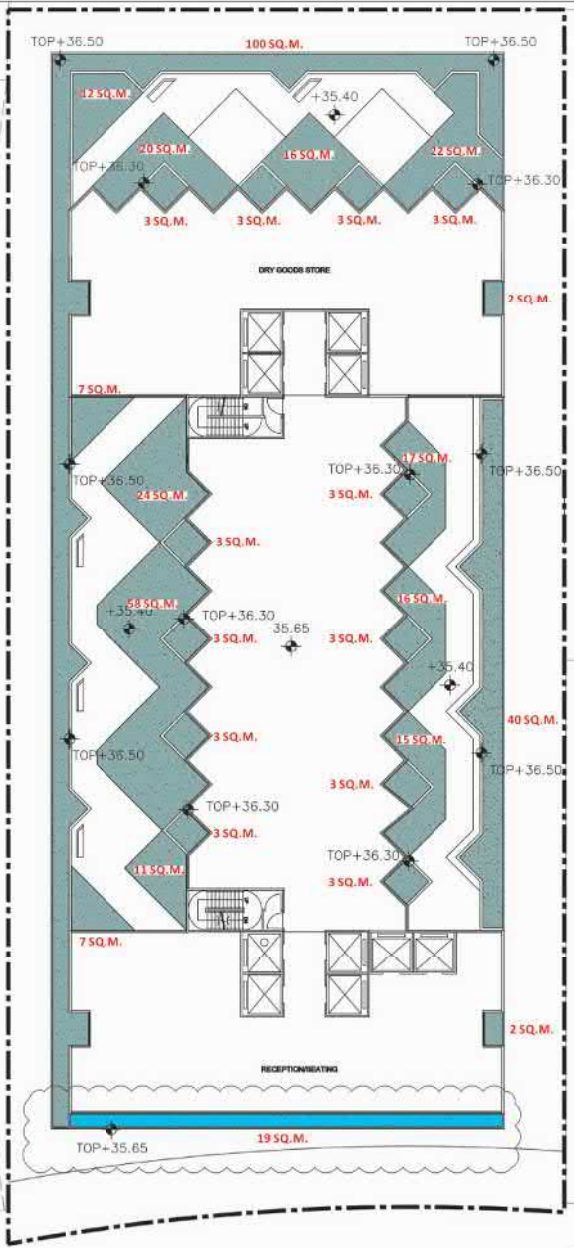 TOP+36.50
100 SQ.M.
TOP+36.50
12 SQ.M.
+35.40
20 SQ.M.
16 SQ.M.
22 SQ.M.
TOP+36.30
TOP+36.30
3 SQ.M.
3 SQ.M.
3 SQ.M.
3 SQ.M.
DRY GOODS STORE
2 SQ.M.
7 SQ.M.
17 SQ.M.
TOP+36.30
TOP+36.50
TOP+36.50
24 SQ.M.
3 SQ.M.
3 SQ.M.
58 SQ.M.
16 SQ.M.
+35.40
TOP+36.30
35.65
3 SQ.M.
3 SQ.M.
+35.40
40 SQ.M.
3 SQ.M.
15 SQ.M.
TOP+36.50
TOP+36.50
3 SQ.M.
TOP+36.30
3 SQ.M.
TOP+36.30
11 SQ.M.
3 SQ.M.
7 SQ.M.
2 SQ.M.
RECEPTION/SEATING
19 SQ.M.
TOP+35.65